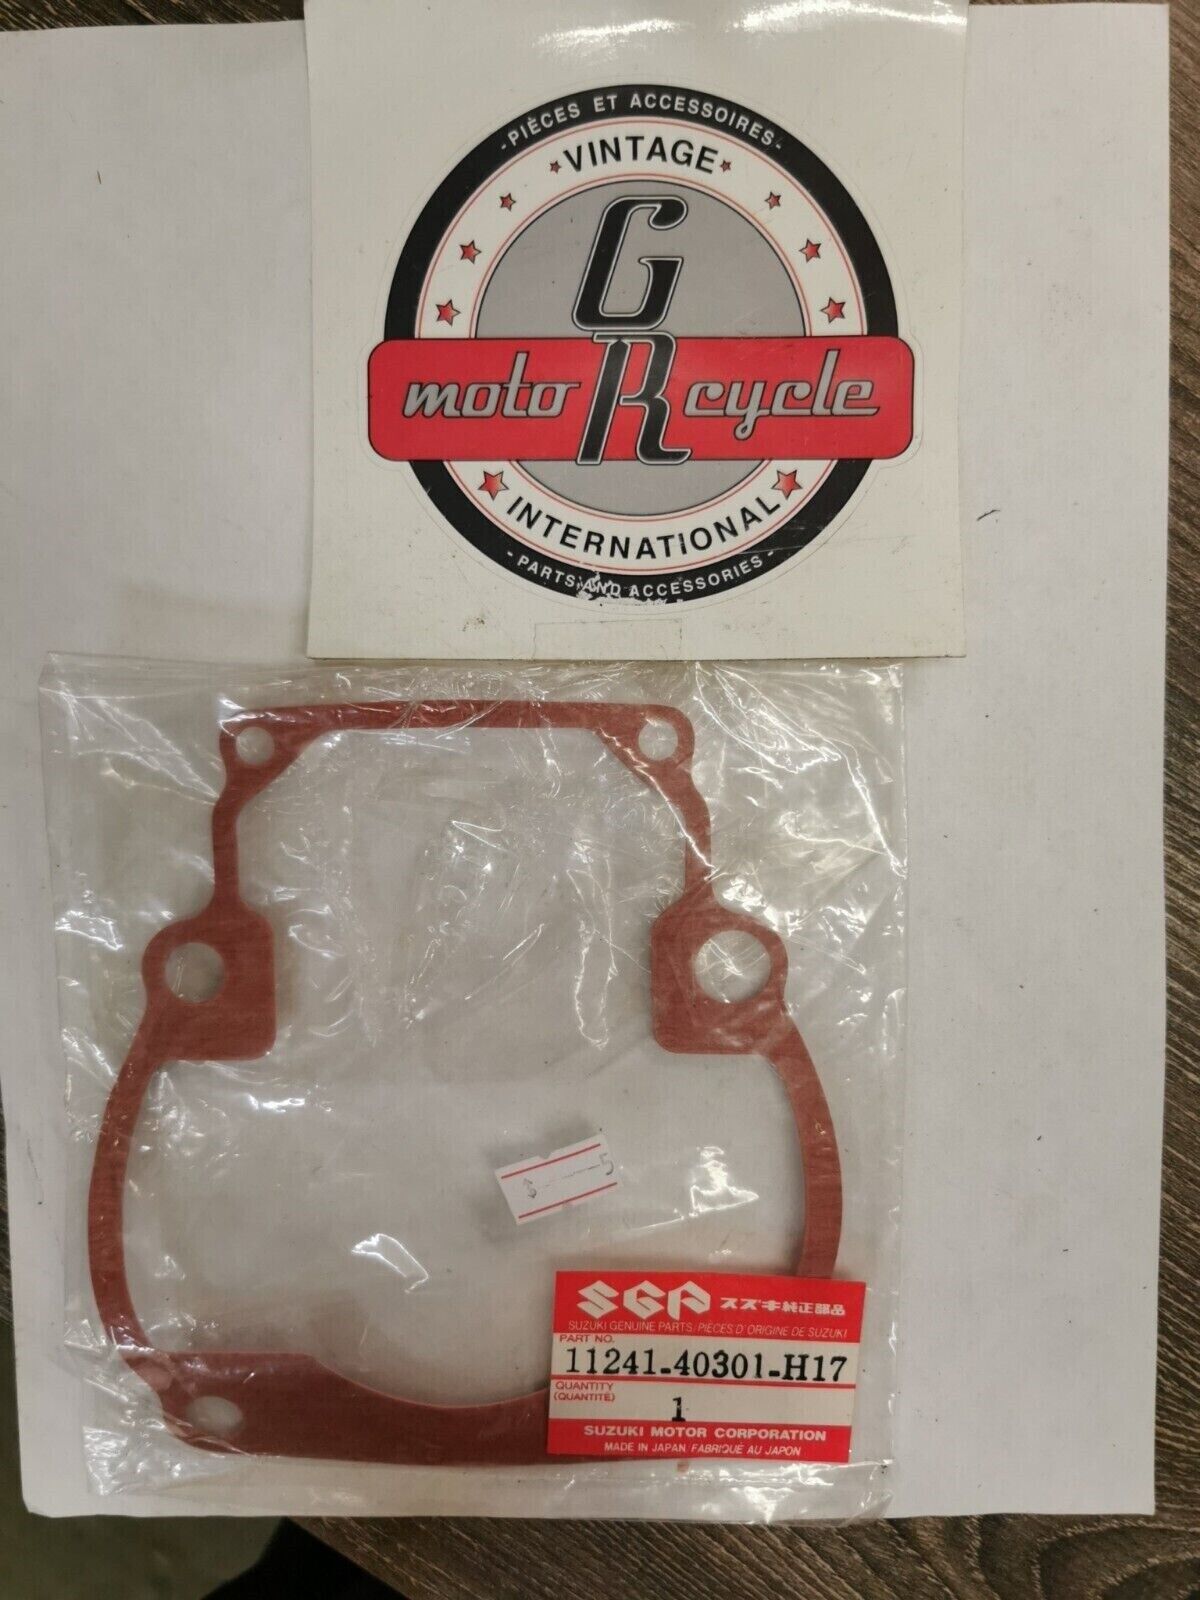 -PIÈCES ET ACCESSOIRES-
VINTAGE
GR
moto cycle
INTERNATIONAL
-PARTS AND ACCESSORIES-
5
SGP スズキ純正部品
SUZUKI GENUINE PARTS/PIÈCES D'ORIGINE DE SUZUKI
PART NO.
11241-40301-H17
QUANTITY
(QUANTITÉ)
1
SUZUKI MOTOR CORPORATION
MADE IN JAPAN FABRIQUÉ AU JAPON